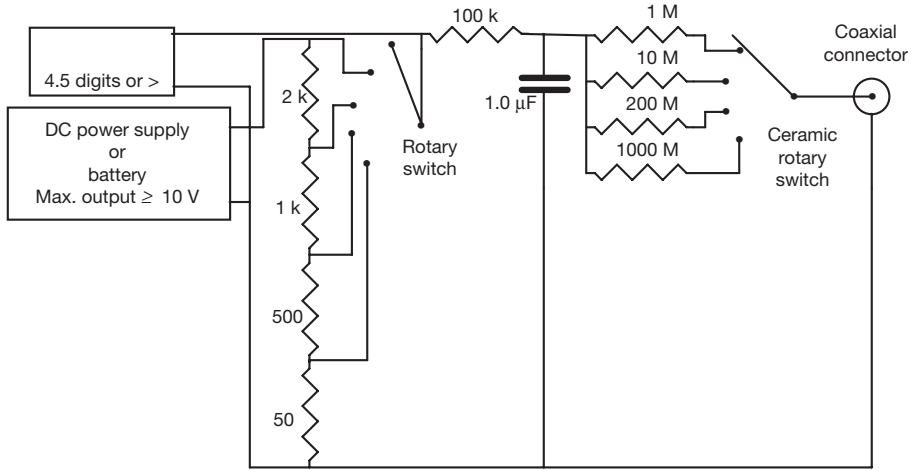 4.5 digits or >
DC power supply
or
battery
Max. output ≥ 10 V
2 k
1 k
500
50
Rotary
switch
100 k
1.0 μF
1 M
10 M
200 M
1000 M
Ceramic
rotary
switch
Coaxial
connector